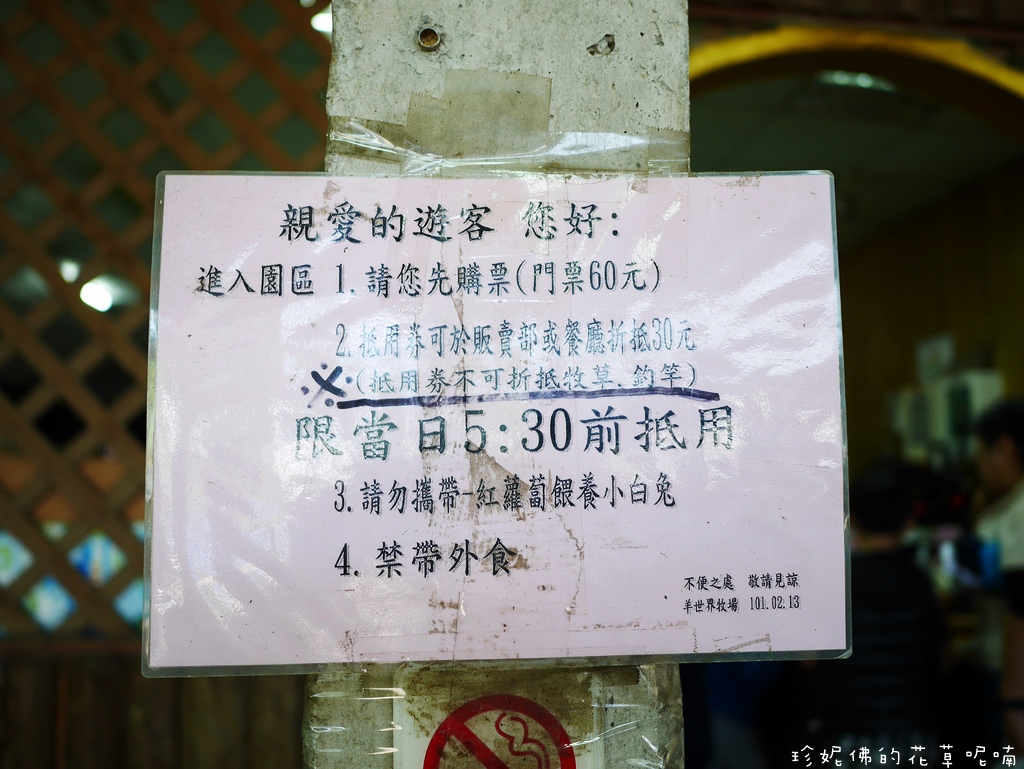 親愛的遊客 您好:
進入園區 1.請您先購票(門票60元)
2.抵用券可於販賣部或餐廳折抵30元
※(抵用券不可折抵牧草.釣竿)
限當日5:30前抵用
3.請勿攜帶-紅蘿蔔餵養小白兔
4.禁帶外食
不便之處 敬請見諒
羊世界牧場 101.02.13
珍妮佛的花草呢喃